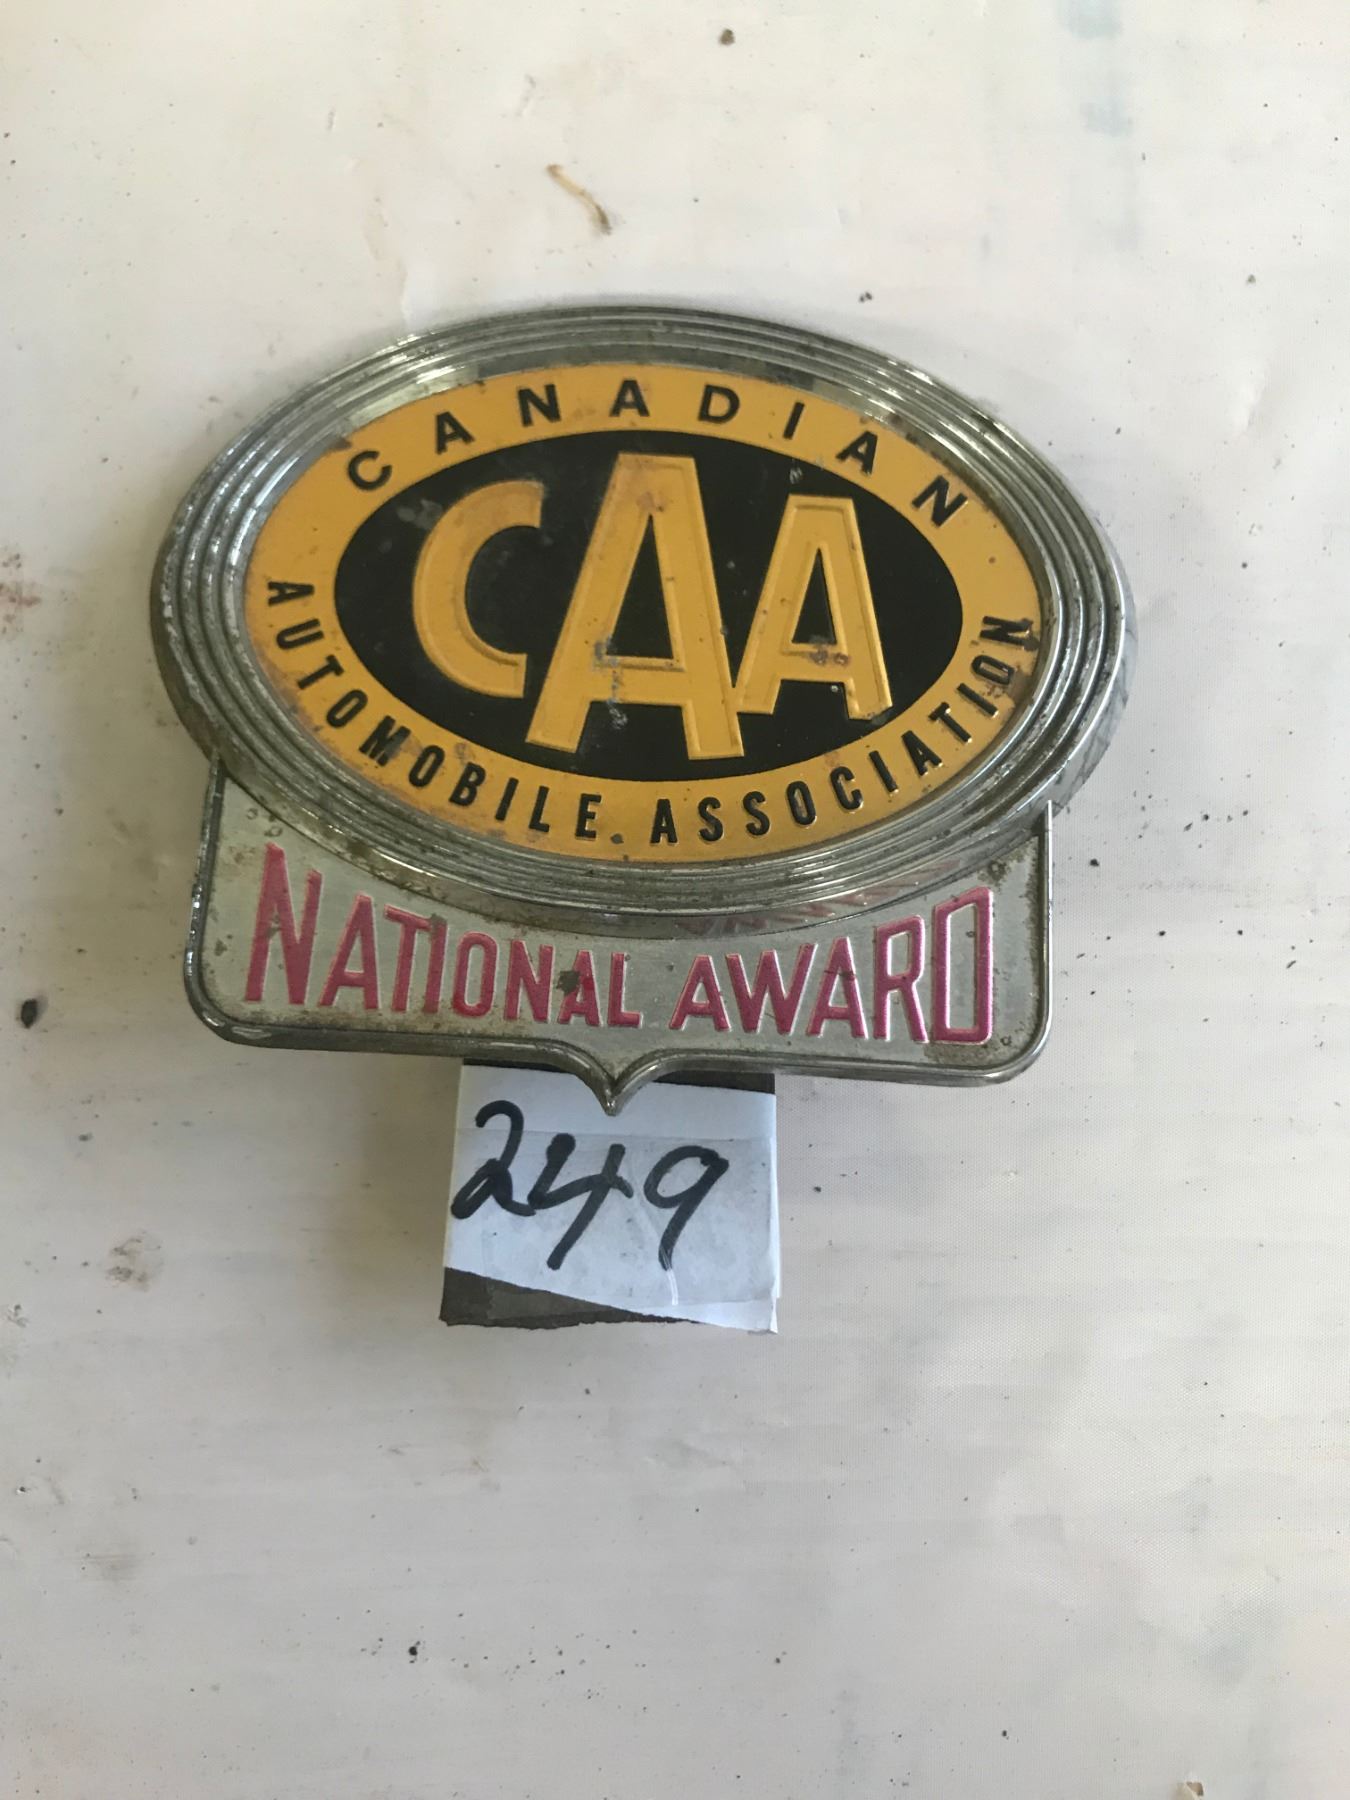 CANADIAN
CAA
AUTOMOBILE. ASSOCIATION
NATIONAL AWARD
249